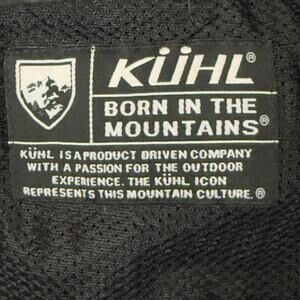 KÜHL®
BORN IN THE
MOUNTAINS®
KÜHL IS A PRODUCT DRIVEN COMPANY
WITH A PASSION FOR THE OUTDOOR
EXPERIENCE. THE KÜHL ICON
REPRESENTS THIS MOUNTAIN CULTURE.®